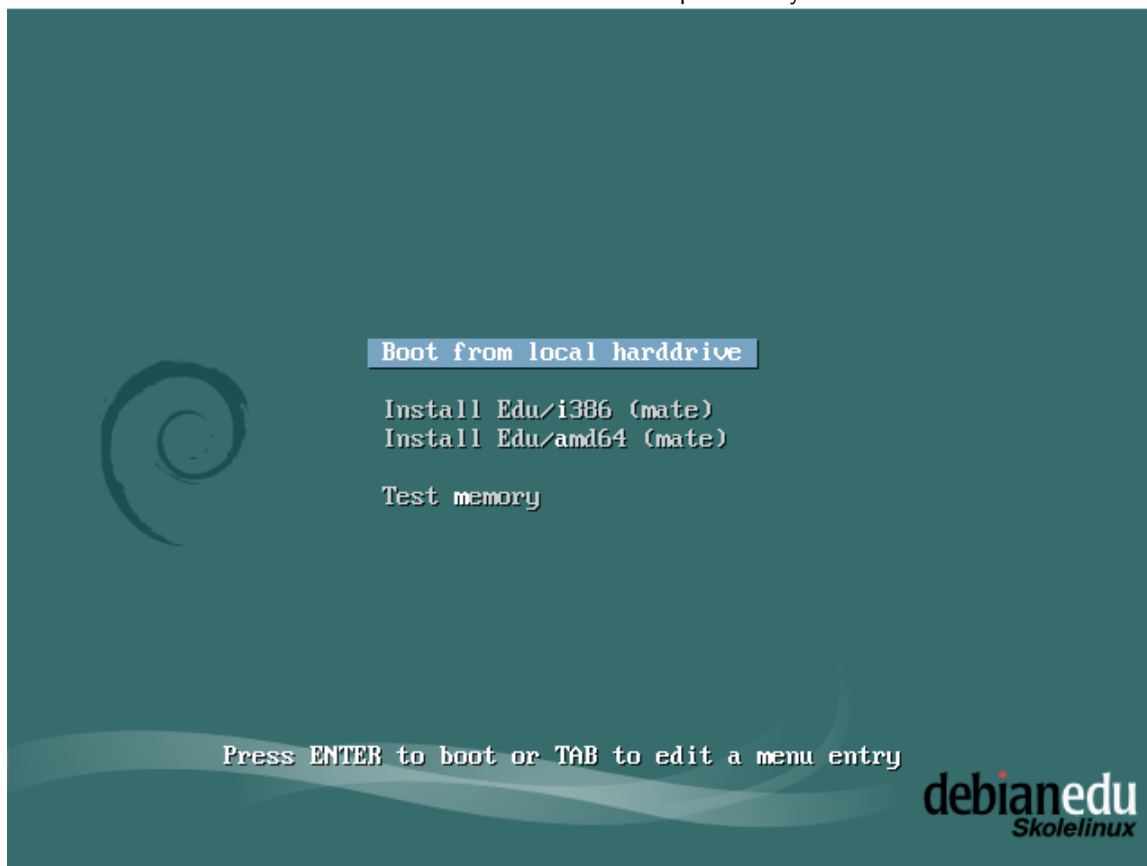 Boot from local harddrive
Install Edu/i386 (mate)
Install Edu/amd64 (mate)
Test memory
Press ENTER to boot or TAB to edit a menu entry
debianedu
Skolelinux